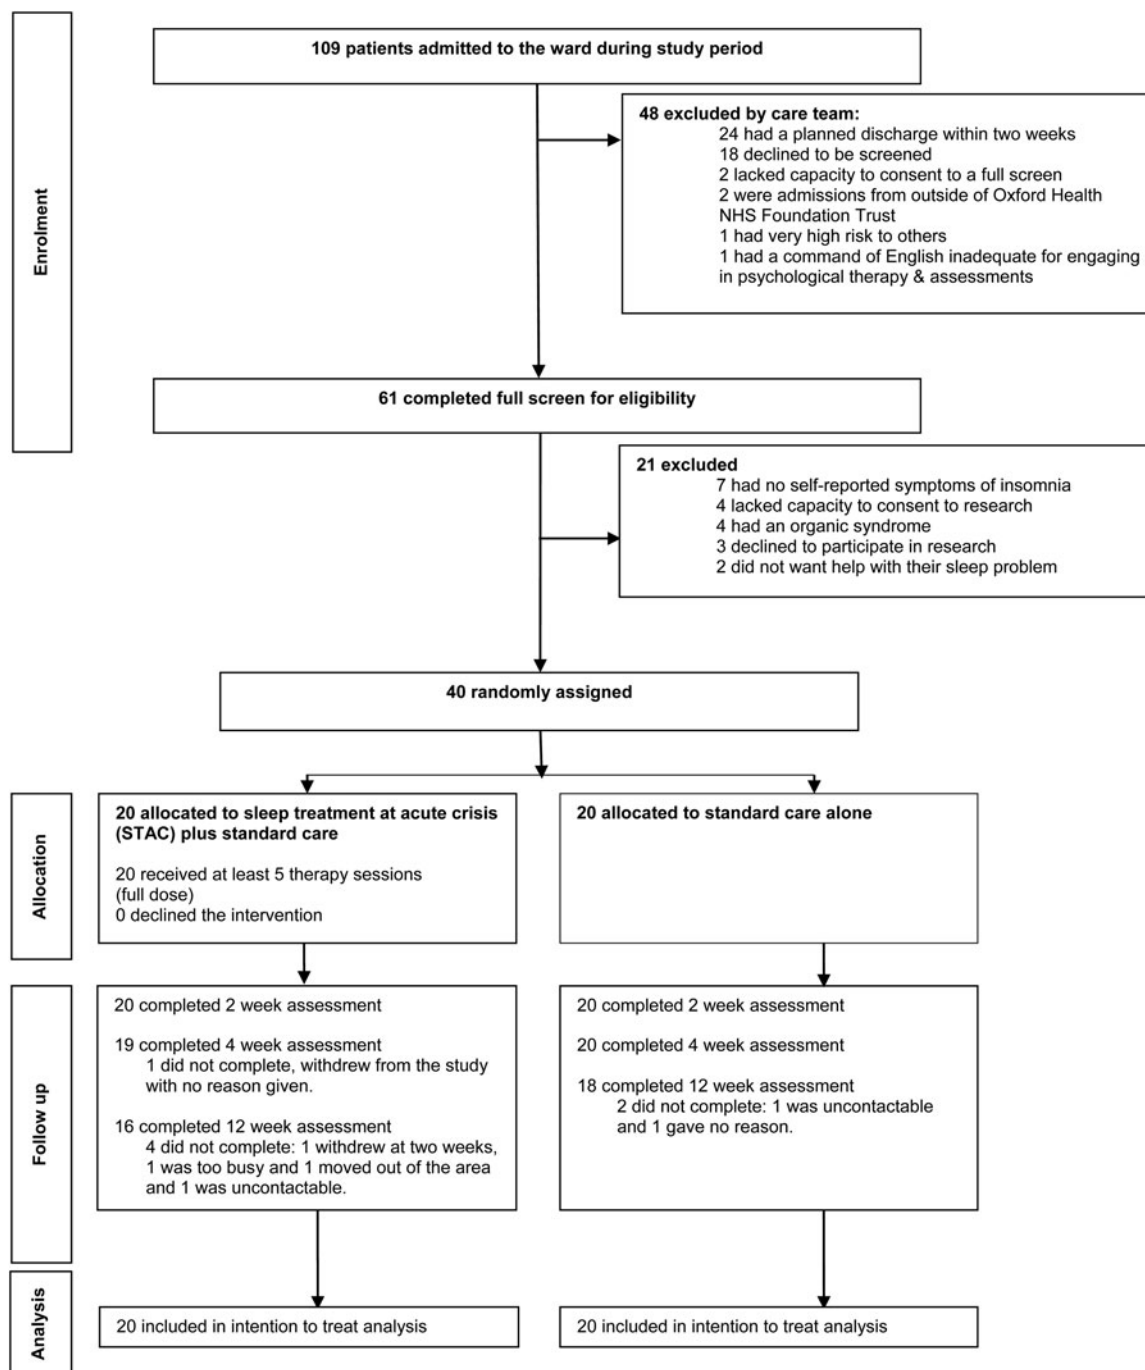 109 patients admitted to the ward during study period
48 excluded by care team:
24 had a planned discharge within two weeks
18 declined to be screened
2 lacked capacity to consent to a full screen
2 were admissions from outside of Oxford Health
NHS Foundation Trust
1 had very high risk to others
1 had a command of English inadequate for engaging
in psychological therapy & assessments
Enrolment
61 completed full screen for eligibility
21 excluded
7 had no self-reported symptoms of insomnia
4 lacked capacity to consent to research
4 had an organic syndrome
3 declined to participate in research
2 did not want help with their sleep problem
40 randomly assigned
Allocation
20 allocated to sleep treatment at acute crisis
(STAC) plus standard care
20 received at least 5 therapy sessions
(full dose)
0 declined the intervention
20 allocated to standard care alone
Follow up
20 completed 2 week assessment
19 completed 4 week assessment
1 did not complete, withdrew from the study
with no reason given.
16 completed 12 week assessment
4 did not complete: 1 withdrew at two weeks,
1 was too busy and 1 moved out of the area
and 1 was uncontactable.
20 completed 2 week assessment
20 completed 4 week assessment
18 completed 12 week assessment
2 did not complete: 1 was uncontactable
and 1 gave no reason.
Analysis
20 included in intention to treat analysis
20 included in intention to treat analysis